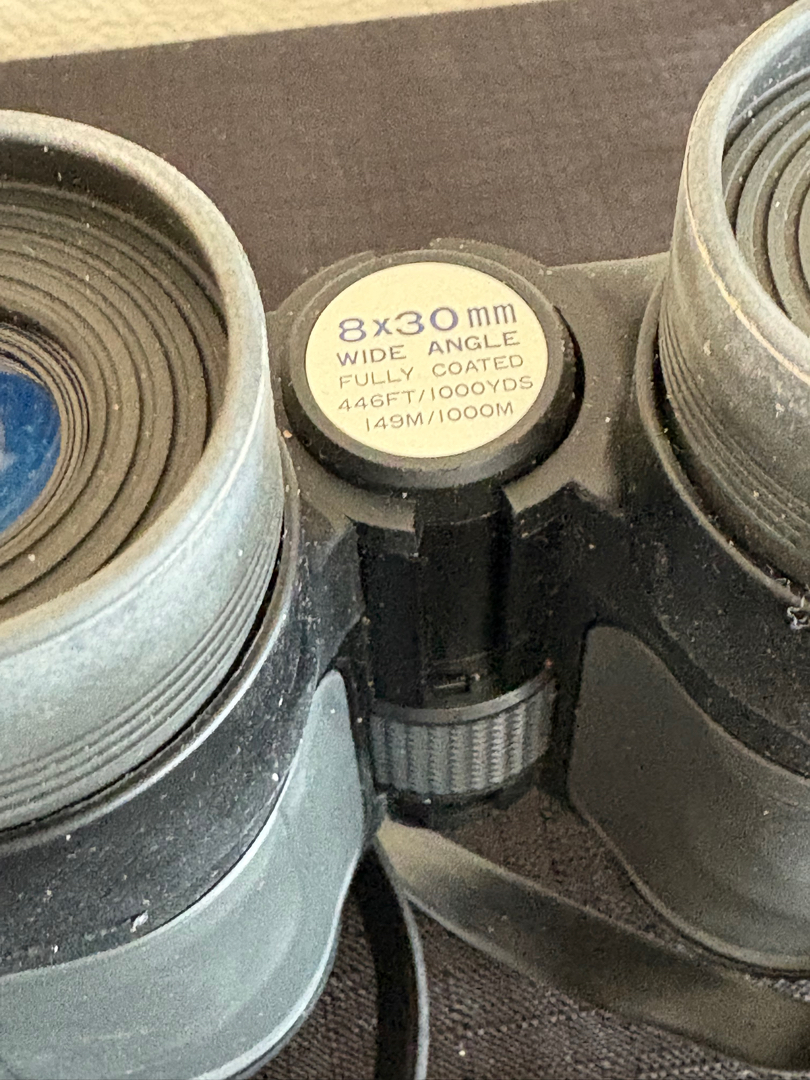 8x30mm
WIDE ANGLE
FULLY COATED
446FT/1000YDS
149M/1000M